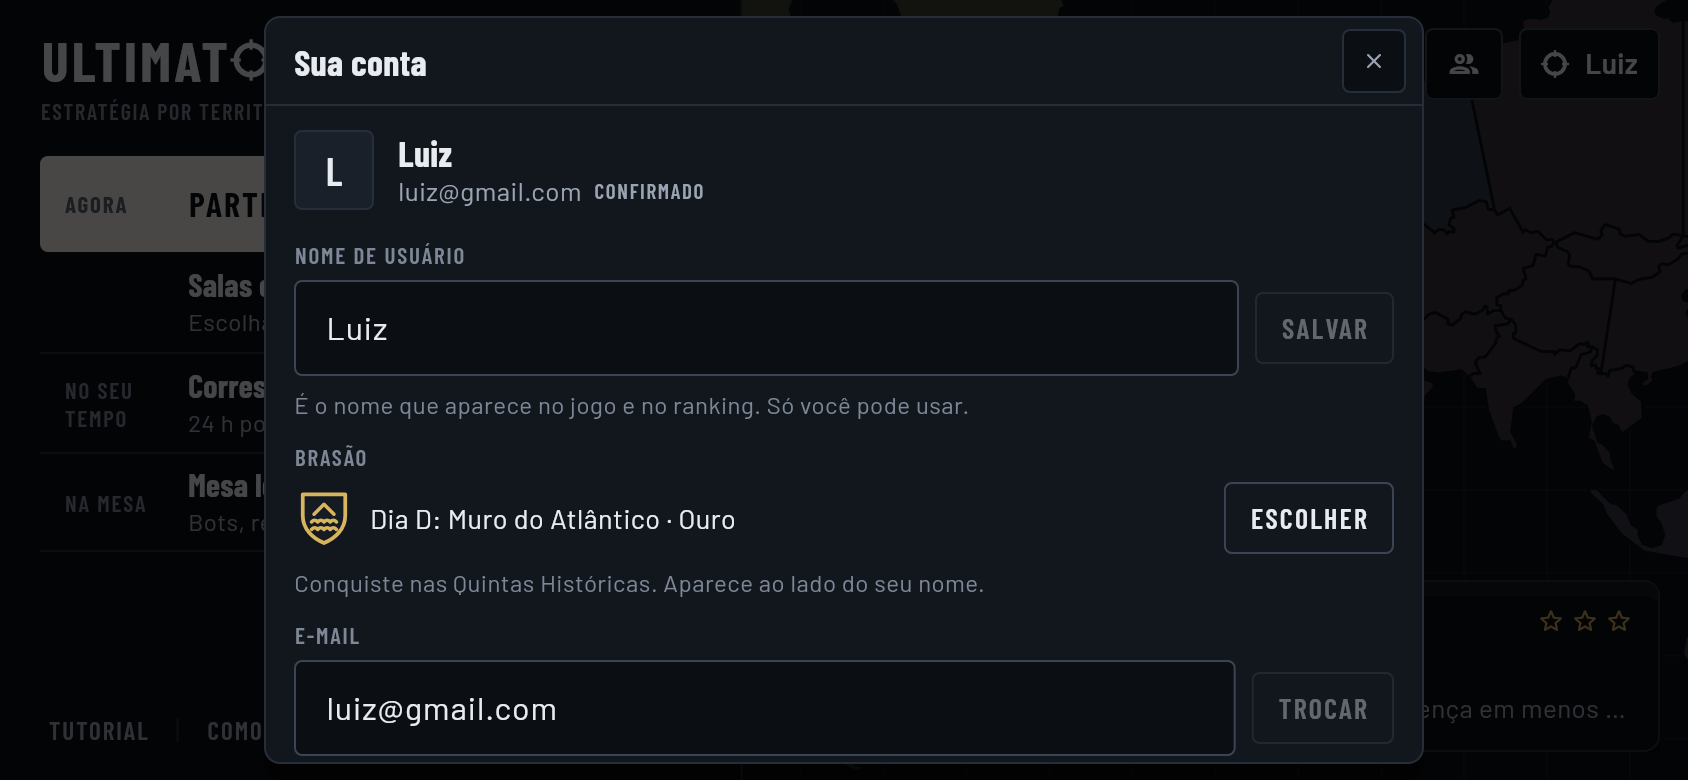 ULTIMAT
Sua conta
Luiz
ESTRATÉGIA POR TERRIT
L
Luiz
luiz@gmail.com CONFIRMADO
AGORA
PARTI
NOME DE USUÁRIO
Luiz
SALVAR
Salas
Escolha
É o nome que aparece no jogo e no ranking. Só você pode usar.
NO SEU
TEMPO
Corres
24 h po
BRASÃO
Dia D: Muro do Atlântico · Ouro
ESCOLHER
NA MESA
Mesa l
Bots, re
Conquiste nas Quintas Históricas. Aparece ao lado do seu nome.
E-MAIL
luiz@gmail.com
TROCAR
ença em menos ...
TUTORIAL
COMO